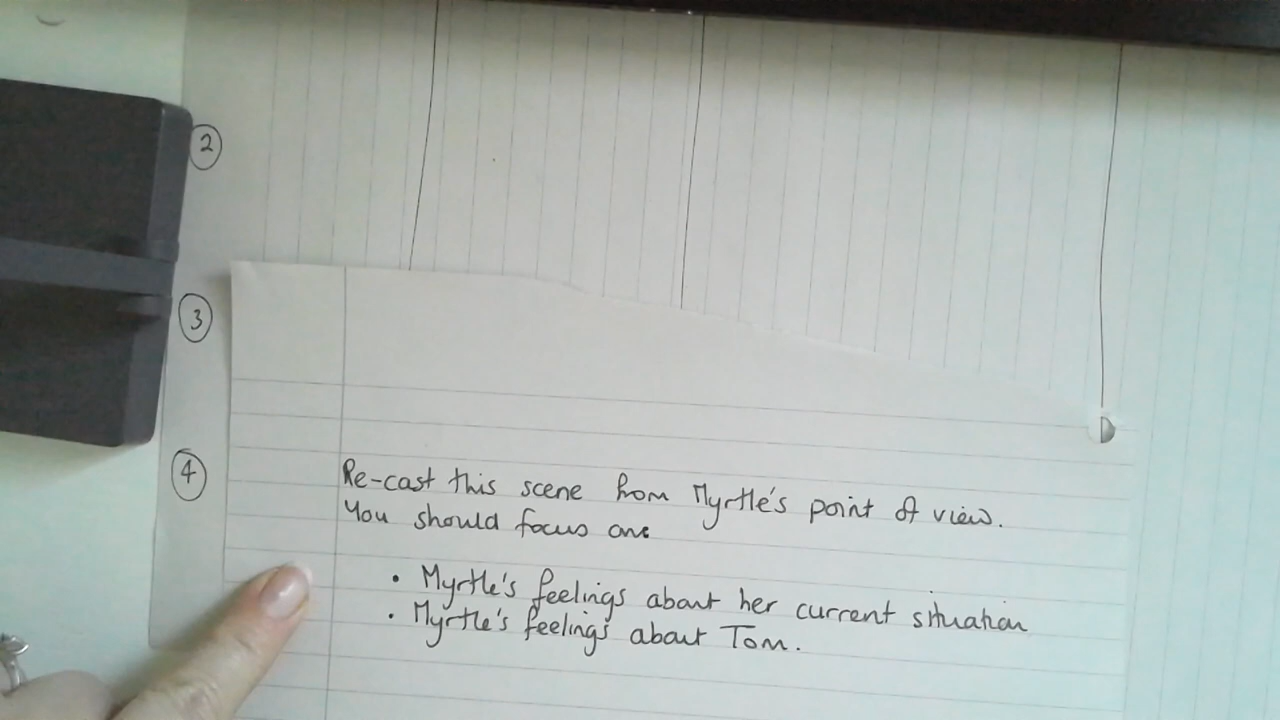 2
3
4
Re-cast this scene from Myrtle's point of view.
You should focus on:
• Myrtle's feelings about her current situation
• Myrtle's feelings about Tom.